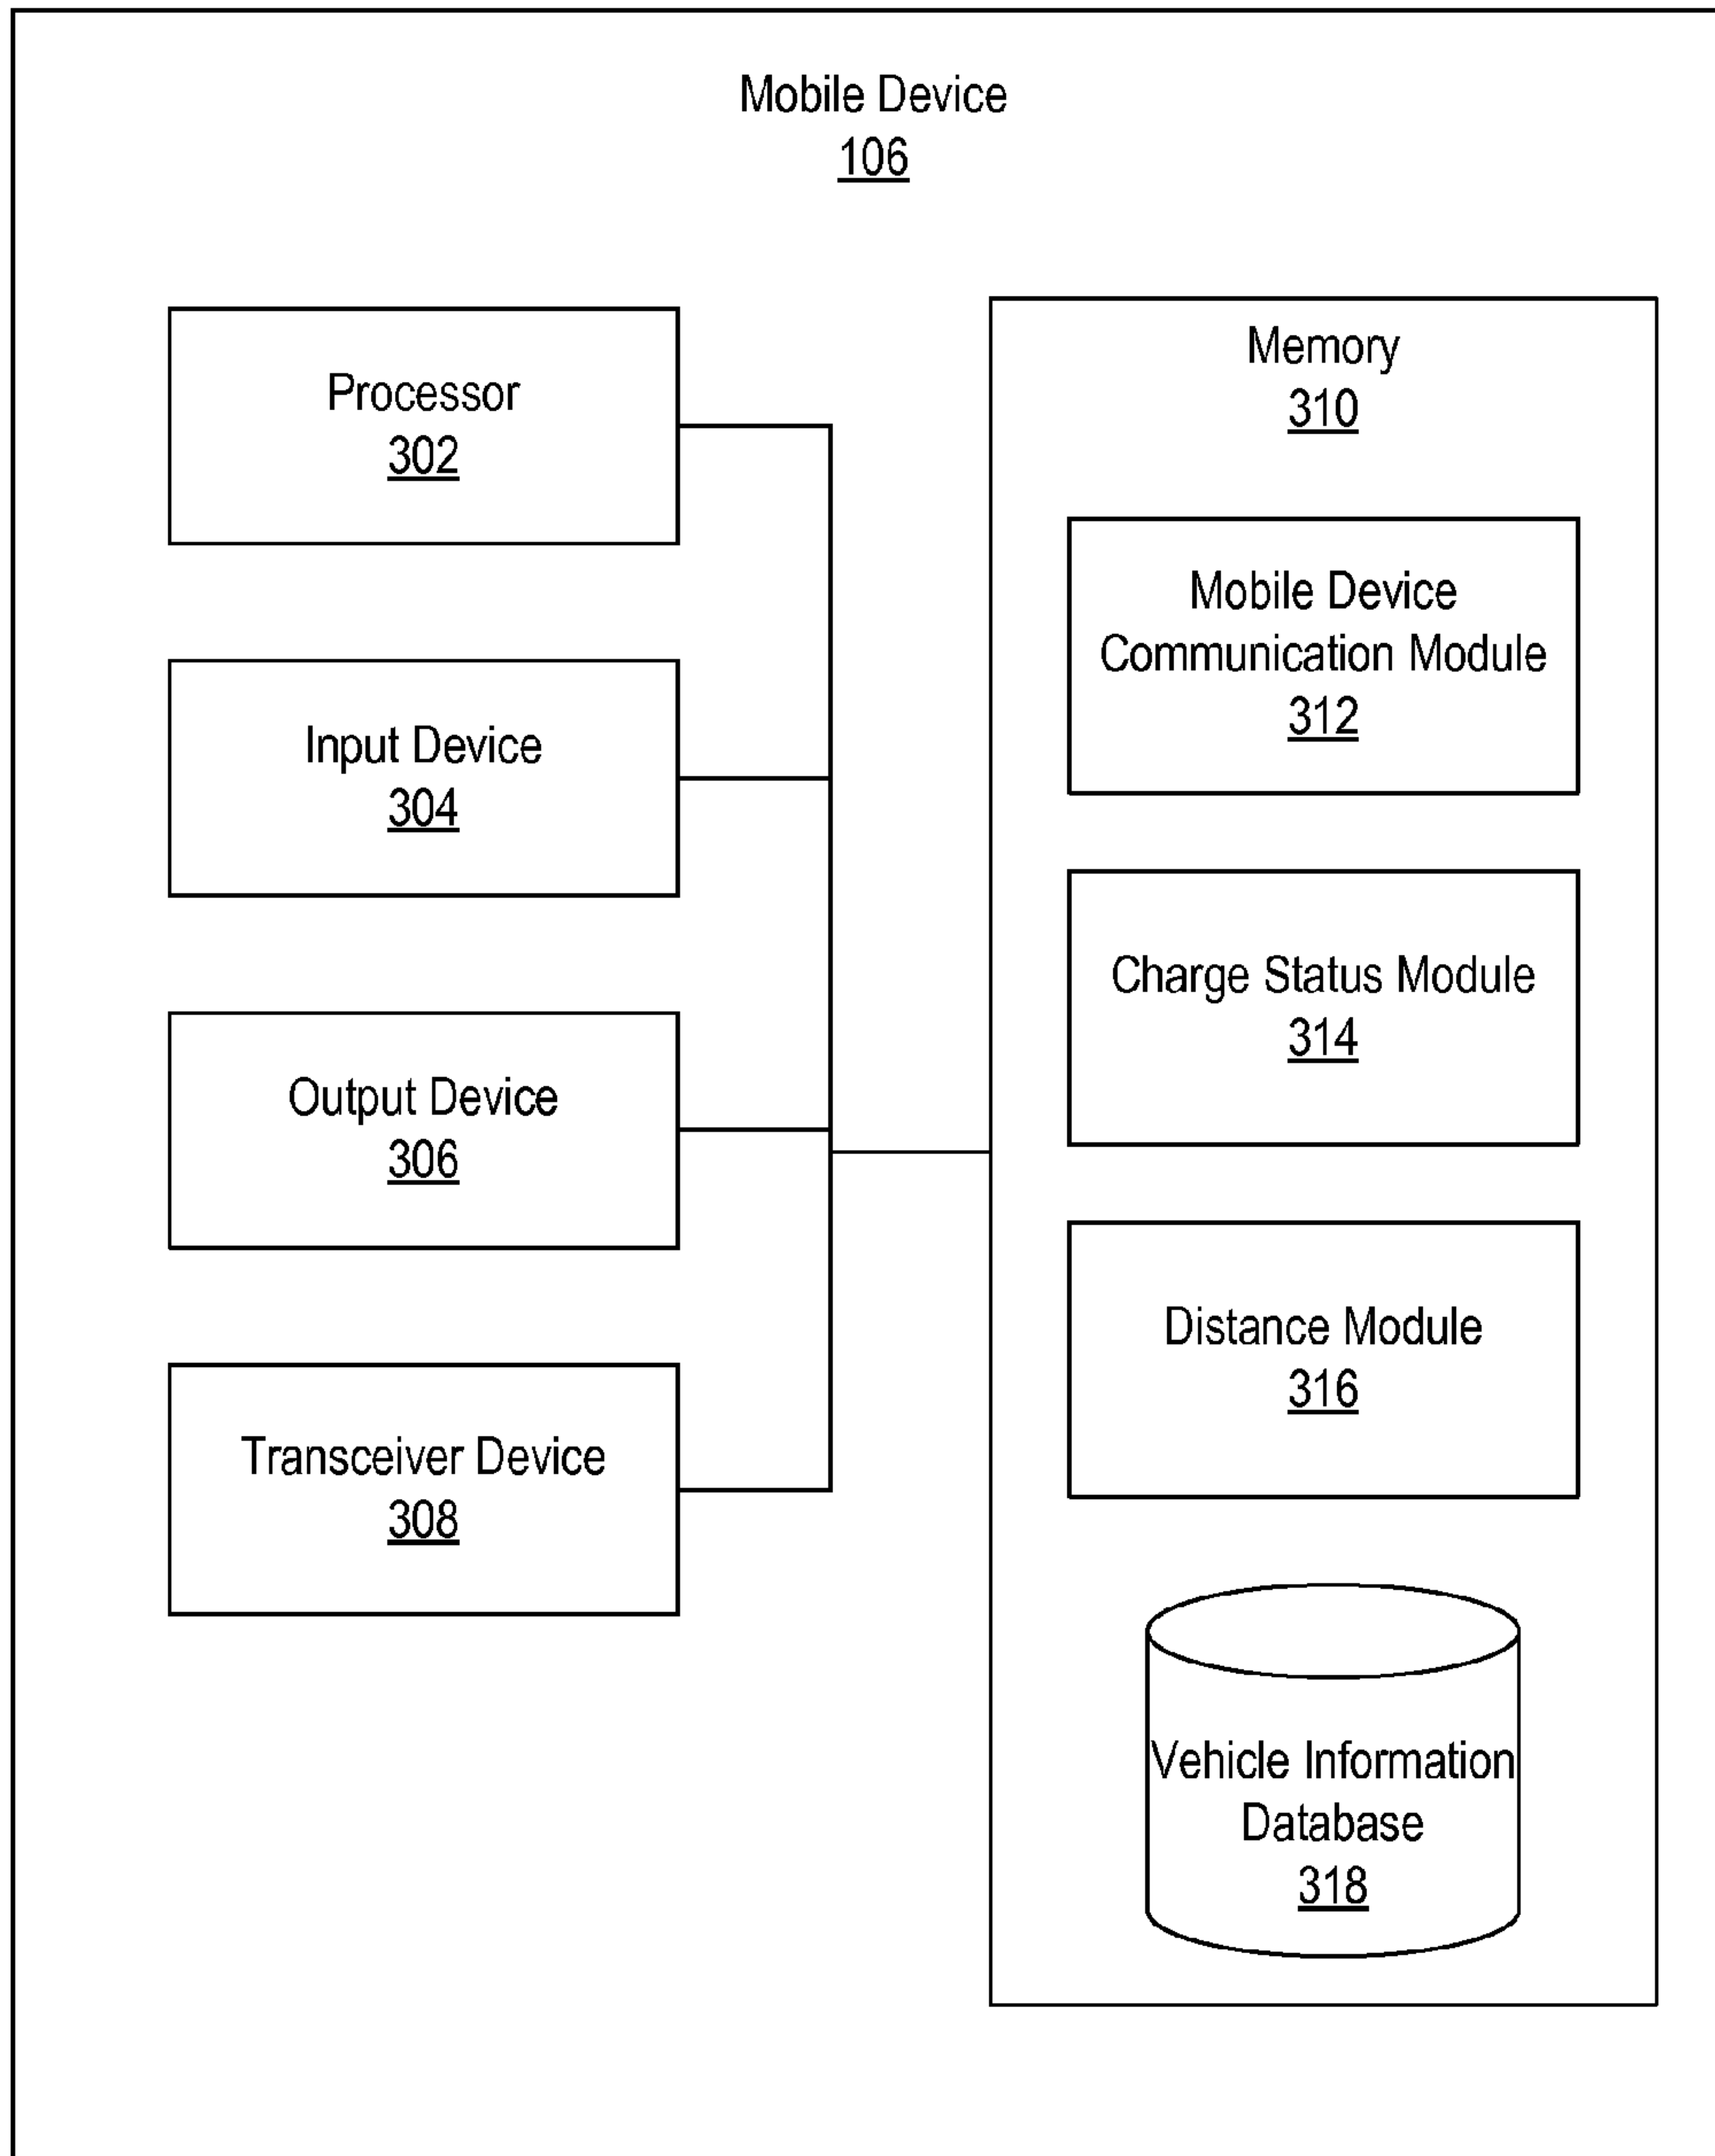 Mobile Device
106
Processor
302
Input Device
304
Output Device
306
Transceiver Device
308
Memory
310
Mobile Device
Communication Module
312
Charge Status Module
314
Distance Module
316
Vehicle Information
Database
318